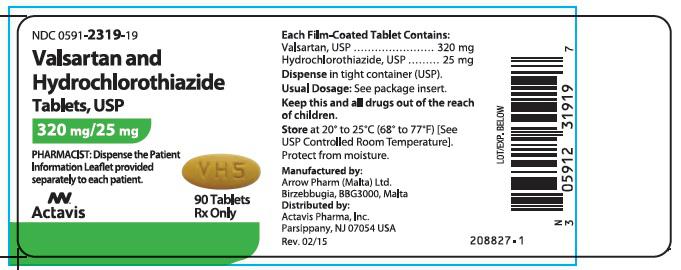 NDC 0591-2319-19
Valsartan and
Hydrochlorothiazide
Tablets, USP
320 mg/25 mg
PHARMACIST: Dispense the Patient
Information Leaflet provided
separately to each patient.
Actavis
VH5
90 Tablets
Rx Only
Each Film-Coated Tablet Contains:
Valsartan, USP ....................... 320 mg
Hydrochlorothiazide, USP ......... 25 mg
Dispense in tight container (USP).
Usual Dosage: See package insert.
Keep this and all drugs out of the reach
of children.
Store at 20° to 25°C (68° to 77°F) [See
USP Controlled Room Temperature].
Protect from moisture.
Manufactured by:
Arrow Pharm (Malta) Ltd.
Birzebbugia, BBG3000, Malta
Distributed by:
Actavis Pharma, Inc.
Parsippany, NJ 07054 USA
Rev. 02/15
208827-1
LOT/EXP. BELOW
N 3 05912 31919 7